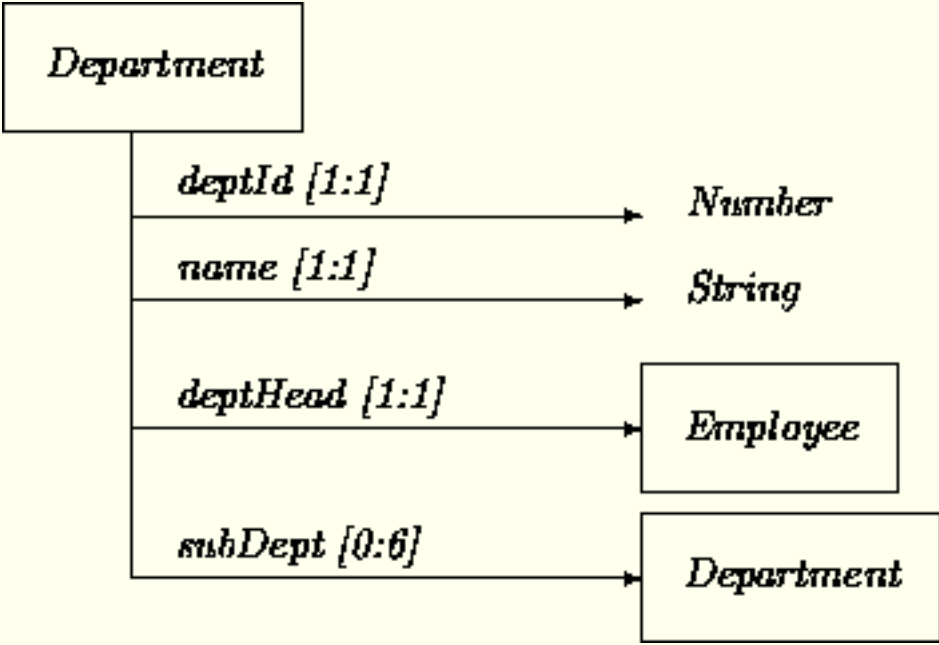 Department
deptId [1:1]
Number
name [1:1]
String
deptHead [1:1]
Employee
subDept [0:6]
Department